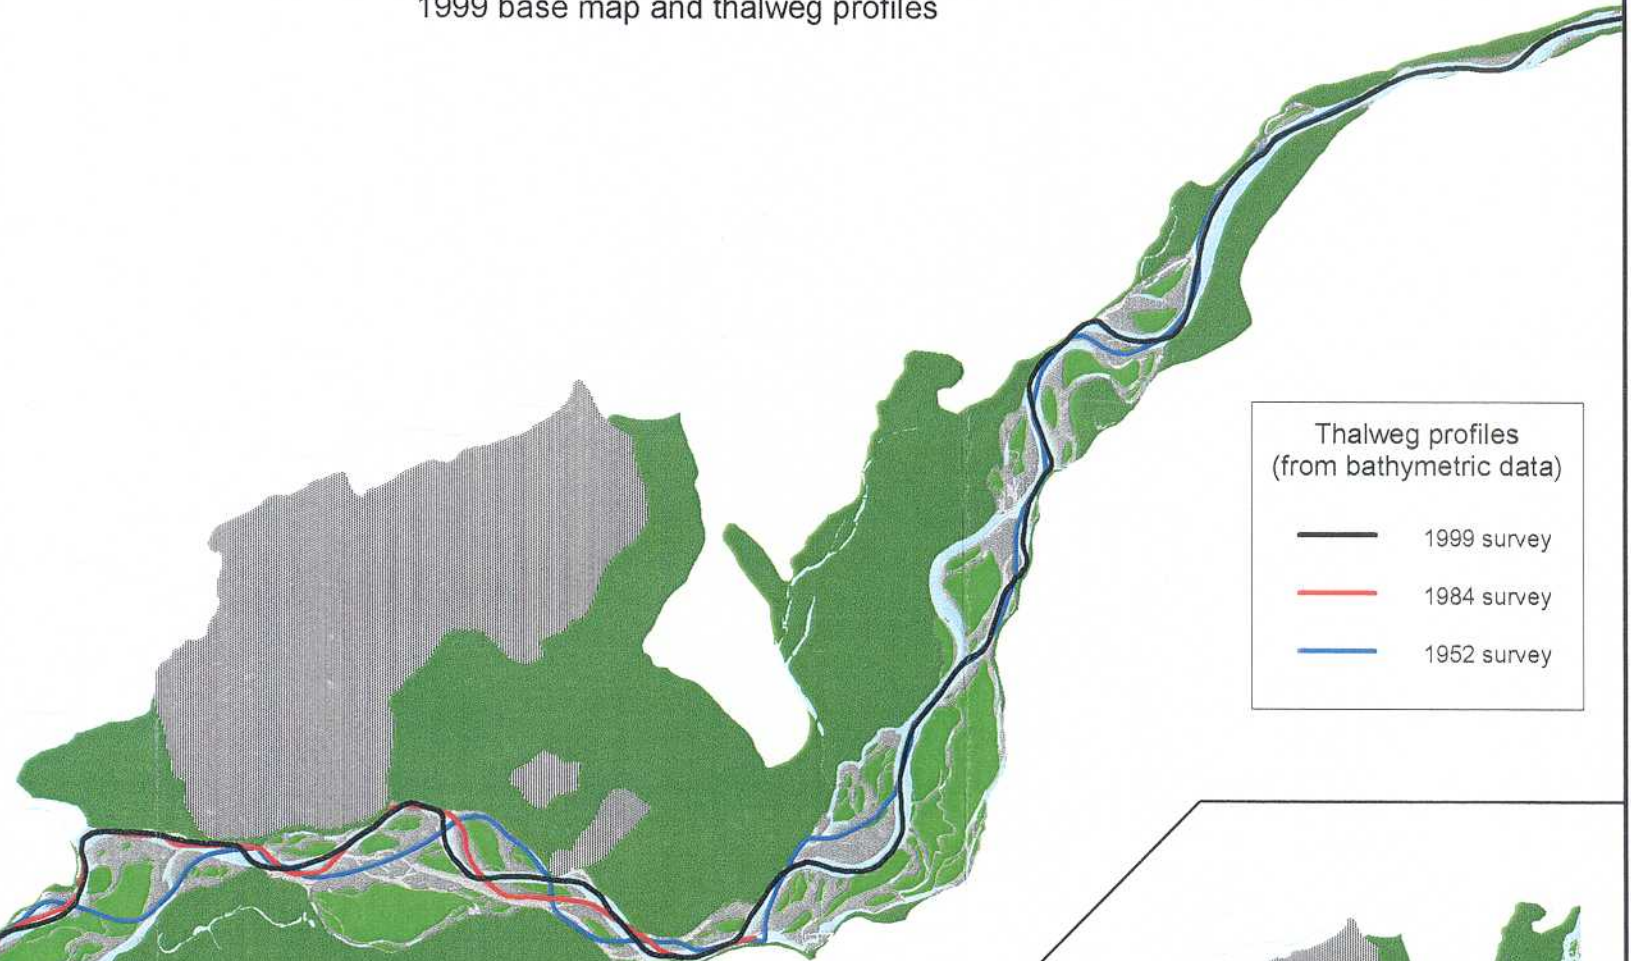 1999 base map and thalweg profiles
Thalweg profiles
(from bathymetric data)
1999 survey
1984 survey
1952 survey